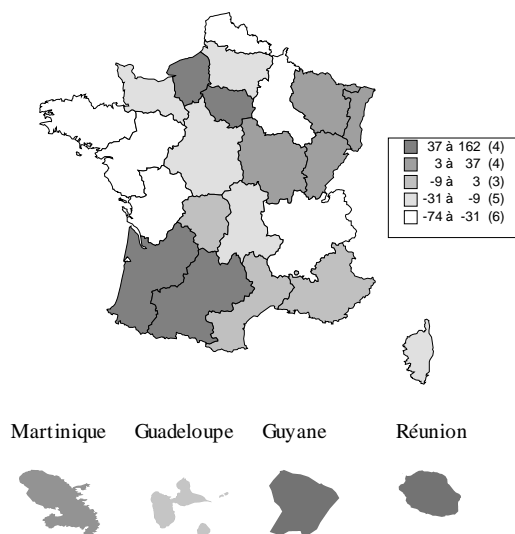 37 à 162 (4)
3 à 37 (4)
-9 à 3 (3)
-31 à -9 (5)
-74 à -31 (6)
Martinique Guadeloupe Guyane Réunion